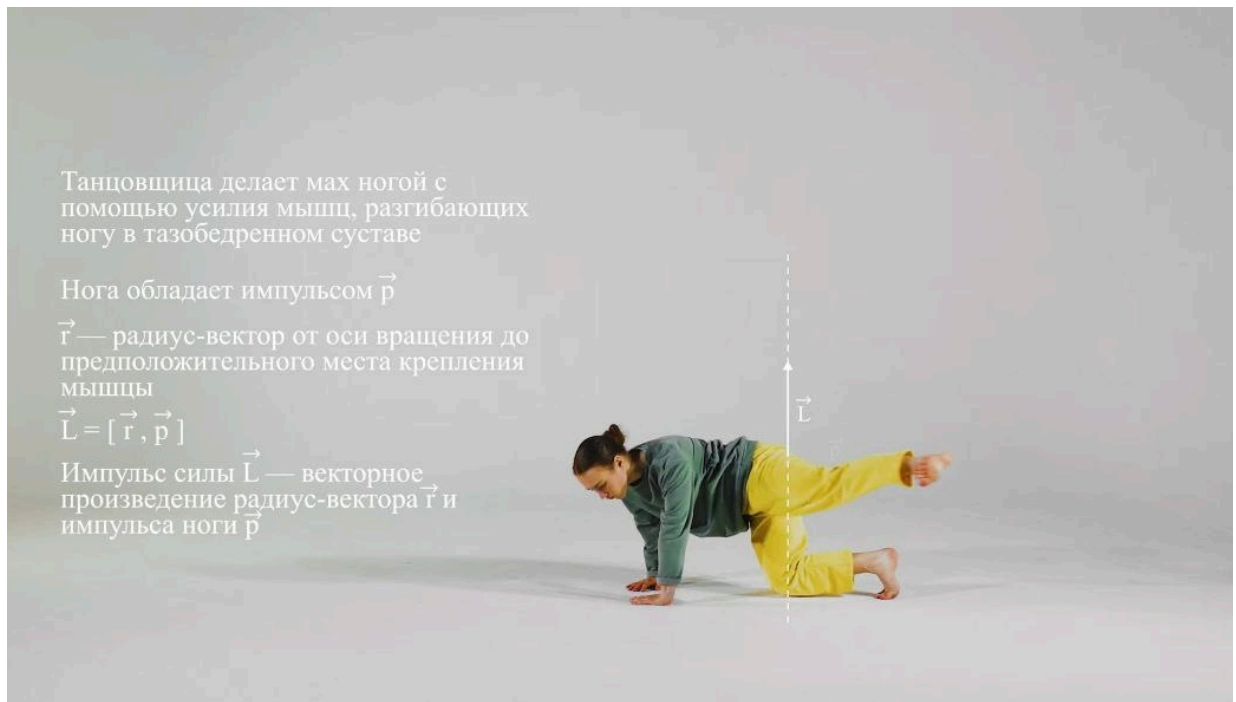 Танцовщица делает мах ногой с
помощью усилия мышц, разгибающих
ногу в тазобедренном суставе
Нога обладает импульсом p⃗
r⃗ — радиус-вектор от оси вращения до
предположительного места крепления
мышцы
L⃗ = [ r⃗ , p⃗ ]
Импульс силы L⃗ — векторное
произведение радиус-вектора r⃗ и
импульса ноги p⃗
L⃗